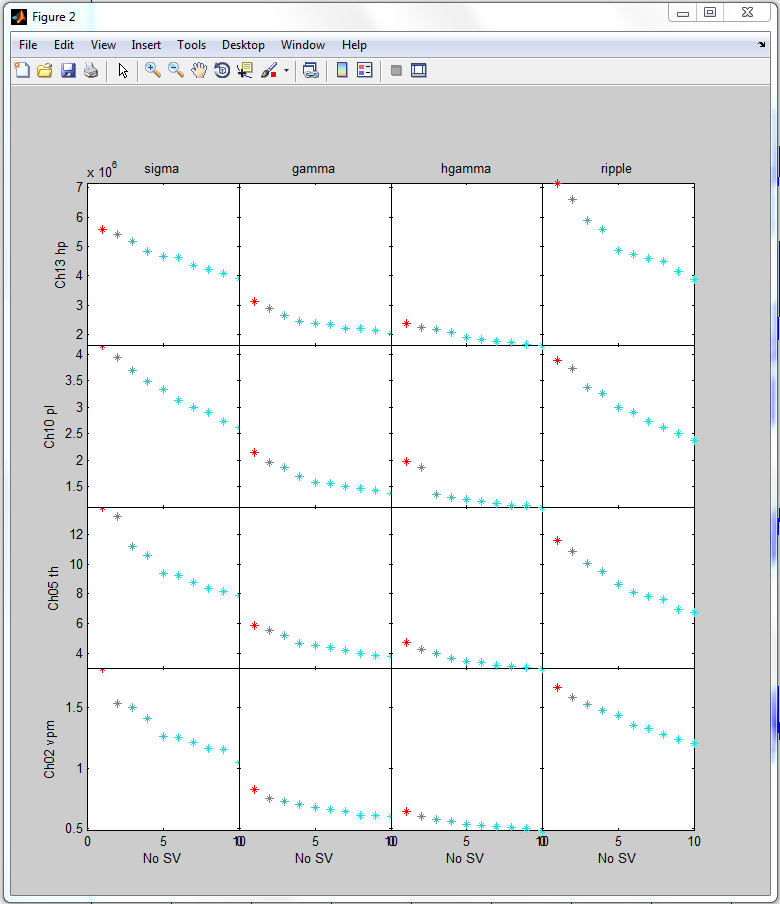 Figure 2
File Edit View Insert Tools Desktop Window Help
x 10^6 sigma gamma hgamma ripple
7
6
5
4
3
2
Ch13 hp
4
3.5
3
2.5
2
1.5
Ch10 pl
12
10
8
6
4
Ch05 th
1.5
1
0.5
Ch02 vpm
0 5 10 0 5 10 0 5 10 0 5 10
No SV No SV No SV No SV